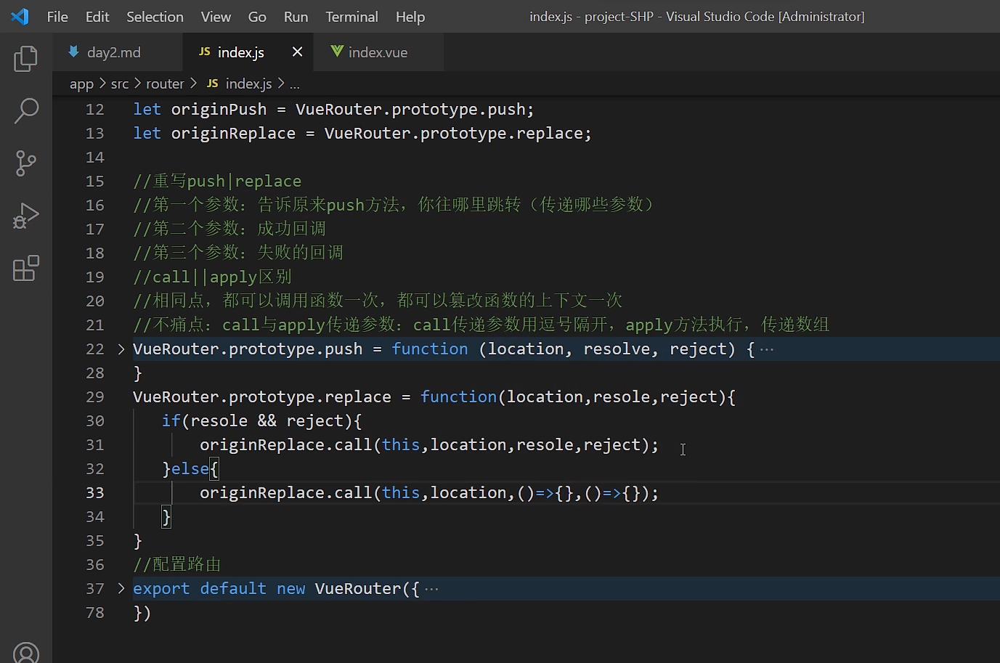 File Edit Selection View Go Run Terminal Help index.js - project-SHP - Visual Studio Code [Administrator]
day2.md JS index.js × index.vue
app > src > router > JS index.js > ...
12 let originPush = VueRouter.prototype.push;
13 let originReplace = VueRouter.prototype.replace;
14
15 //重写push|replace
16 //第一个参数：告诉原来push方法，你往哪里跳转（传递哪些参数）
17 //第二个参数：成功回调
18 //第三个参数：失败的回调
19 //call||apply区别
20 //相同点，都可以调用函数一次，都可以篡改函数的上下文一次
21 //不痛点：call与apply传递参数：call传递参数用逗号隔开，apply方法执行，传递数组
22 > VueRouter.prototype.push = function (location, resolve, reject) {···
28 }
29 VueRouter.prototype.replace = function(location,resole,reject){
30 if(resole && reject){
31 originReplace.call(this,location,resole,reject);
32 }else{
33 originReplace.call(this,location,()=>{},()=>{});
34 }
35 }
36 //配置路由
37 > export default new VueRouter({···
78 })